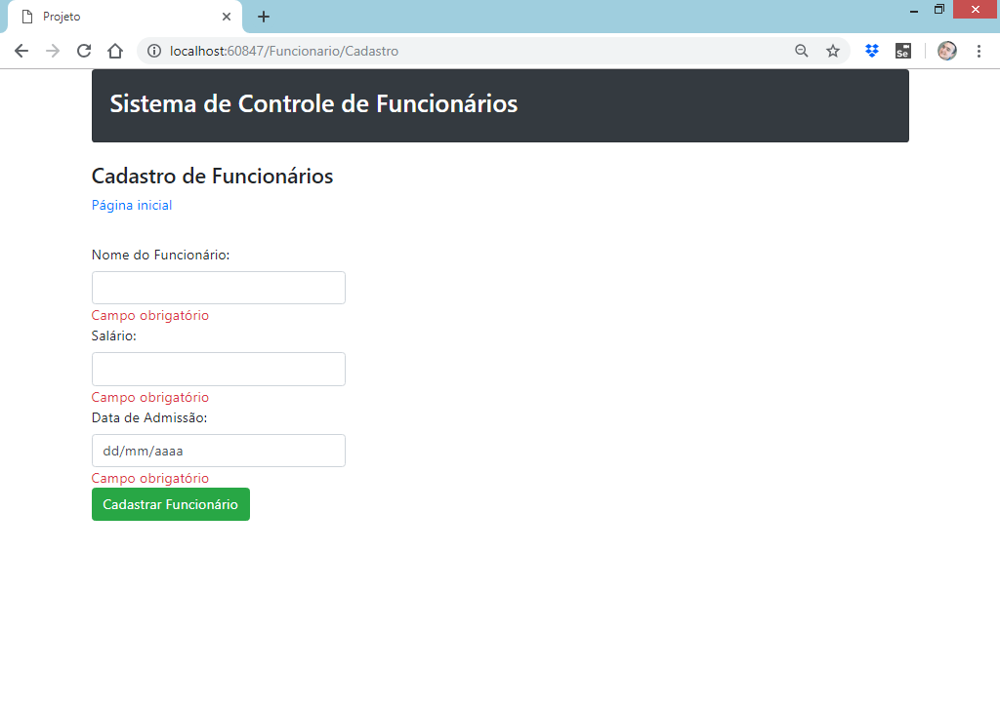 Projeto
localhost:60847/Funcionario/Cadastro
Se
Sistema de Controle de Funcionários
Cadastro de Funcionários
Página inicial
Nome do Funcionário:
Campo obrigatório
Salário:
Campo obrigatório
Data de Admissão:
dd/mm/aaaa
Campo obrigatório
Cadastrar Funcionário